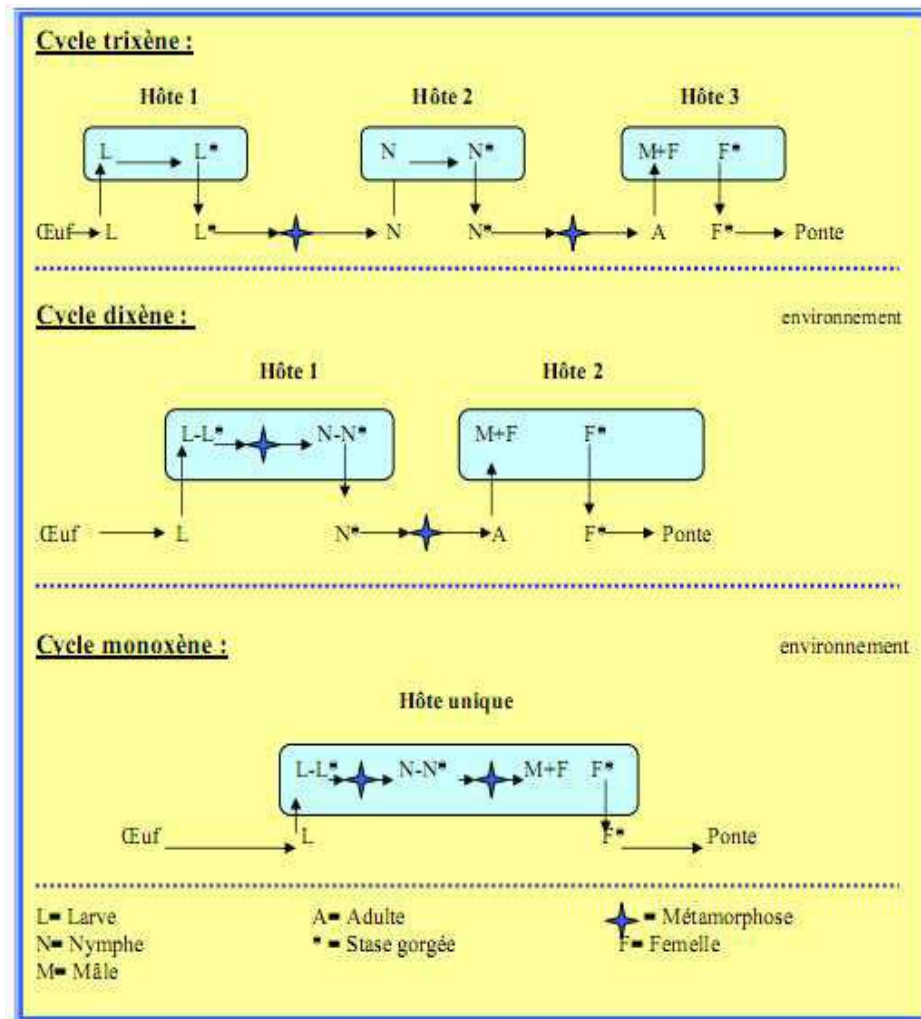 Cycle trixène :
Hôte 1 Hôte 2 Hôte 3
L L* N N* M+F F*
Œuf L L* N N* A F* Ponte
Cycle dixène : environnement
Hôte 1 Hôte 2
L-L* N-N* M+F F*
Œuf L N* A F* Ponte
Cycle monoxène : environnement
Hôte unique
L-L* N-N* M+F F*
Œuf L F* Ponte
L= Larve A= Adulte = Métamorphose
N= Nymphe * = Stase gorgée F= Femelle
M= Mâle